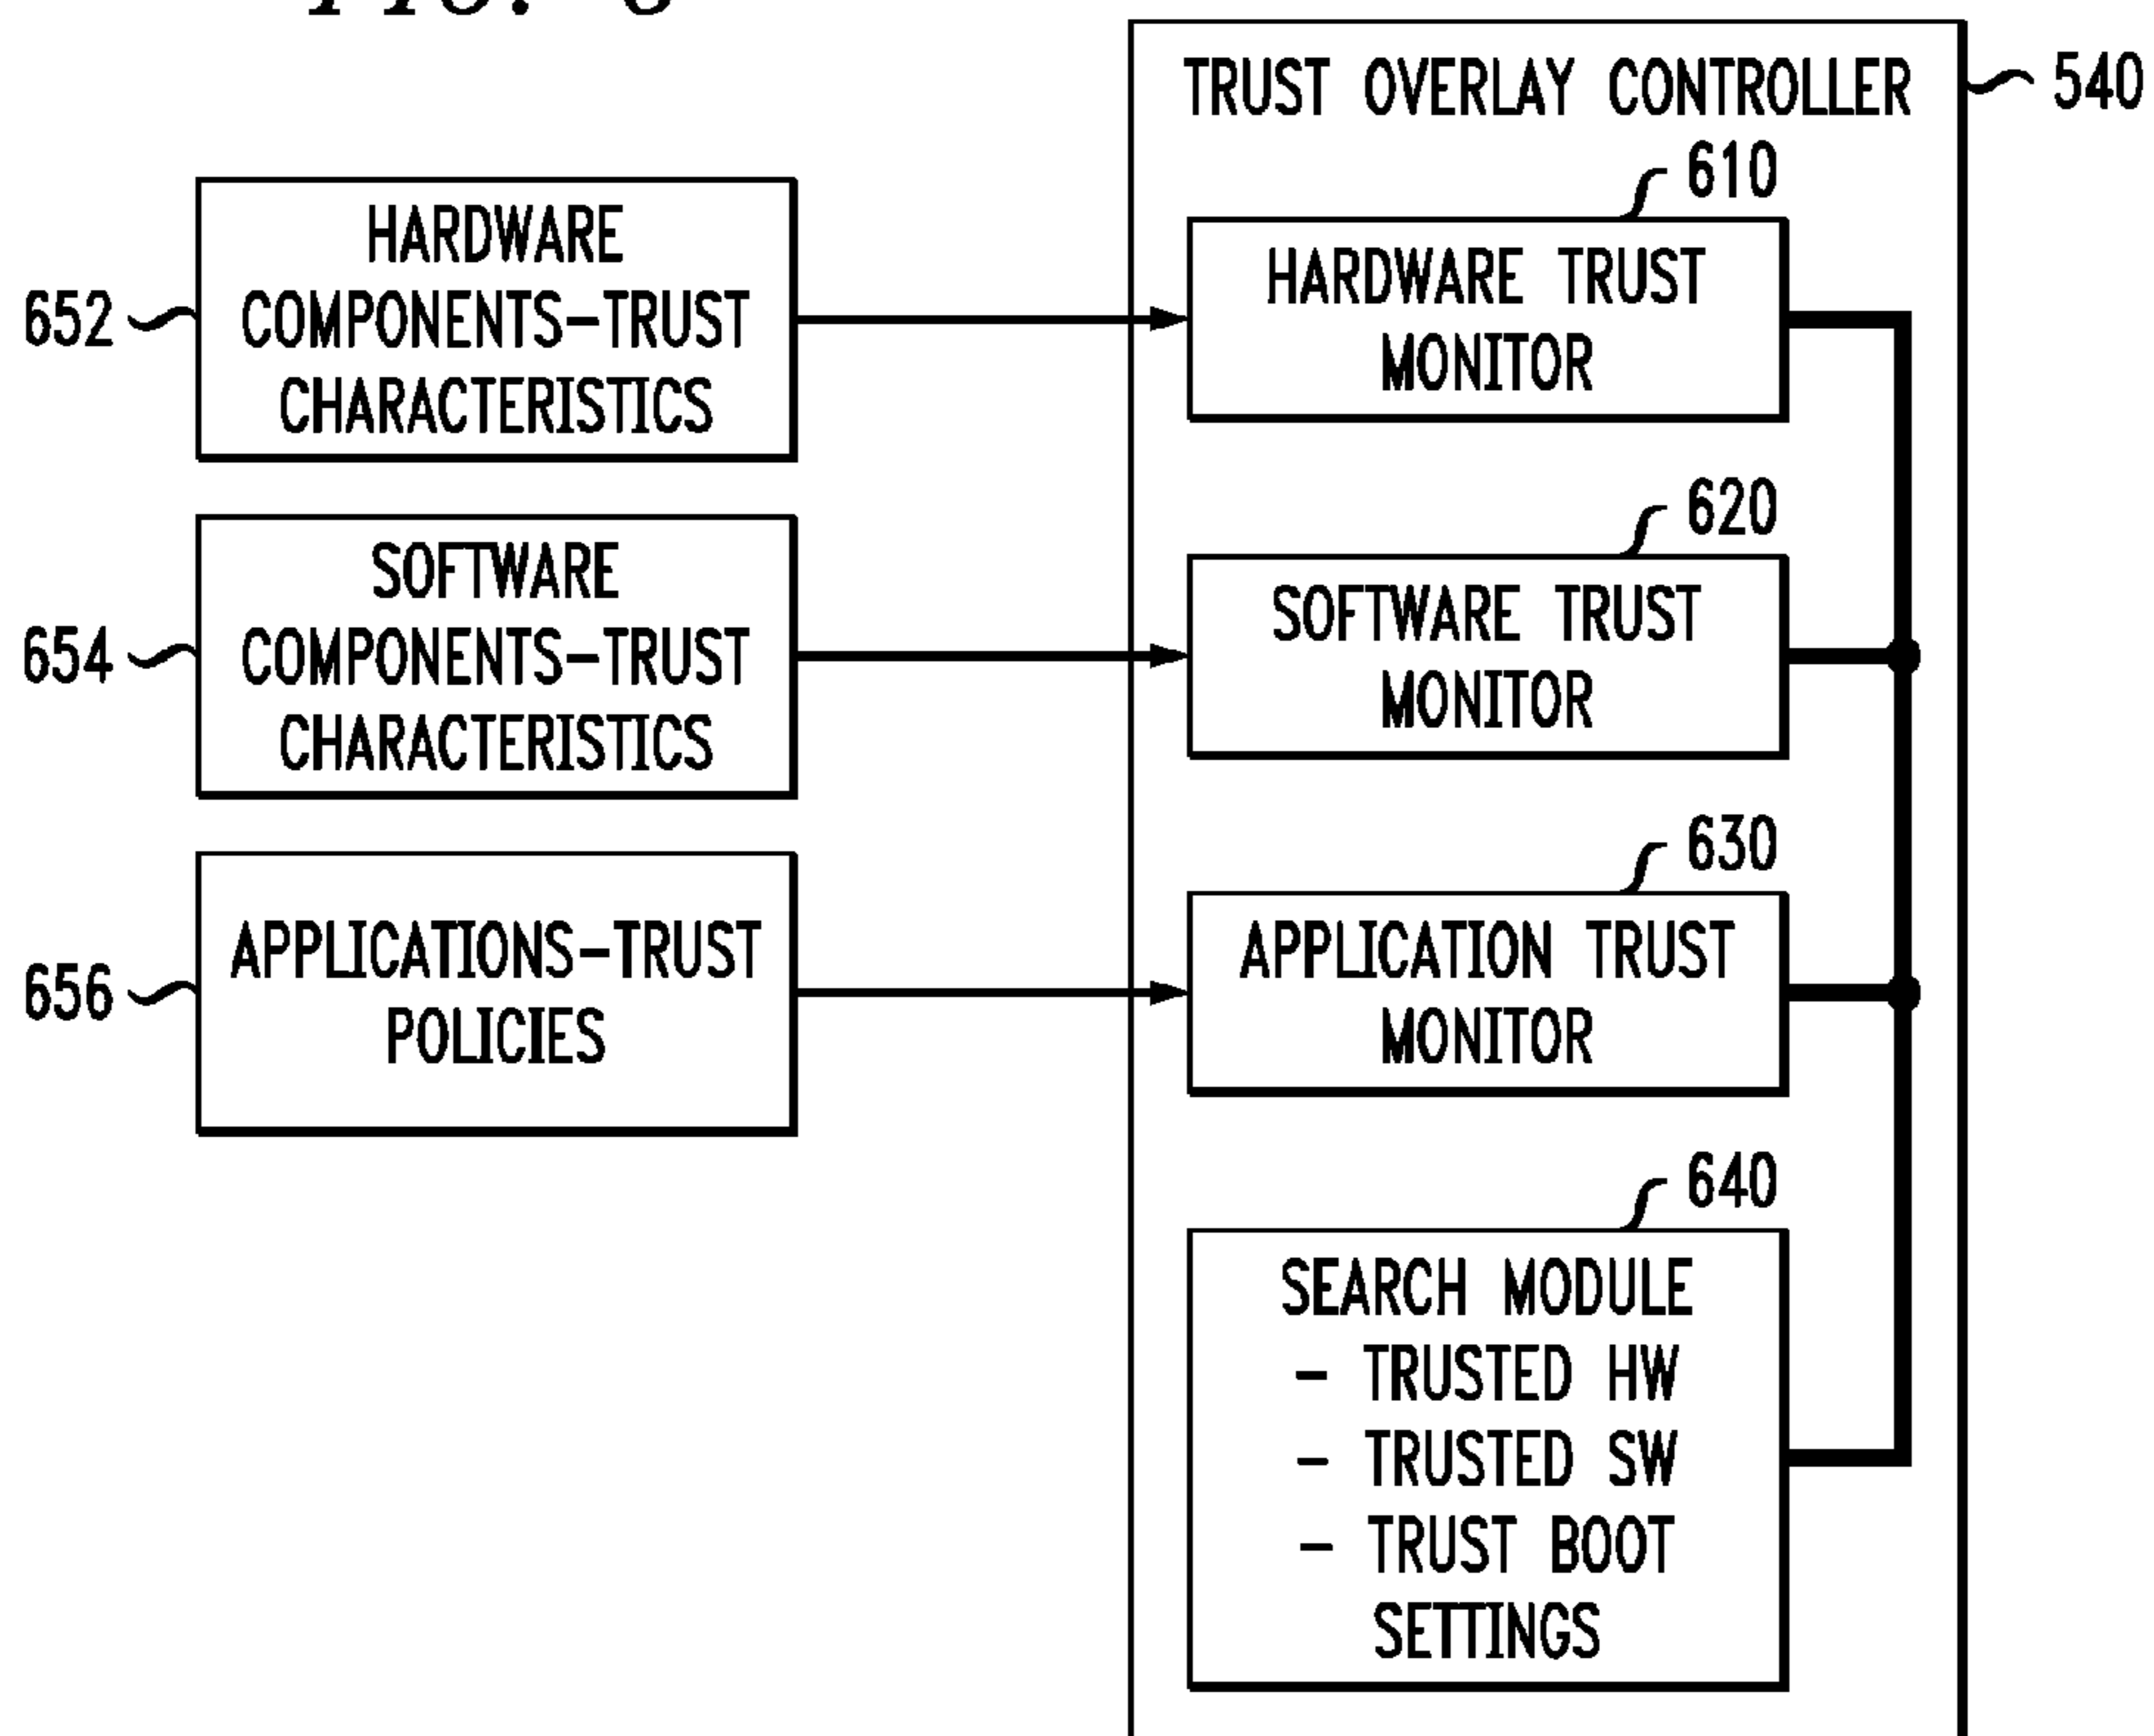 TRUST OVERLAY CONTROLLER
540
652
HARDWARE
COMPONENTS-TRUST
CHARACTERISTICS
610
HARDWARE TRUST
MONITOR
654
SOFTWARE
COMPONENTS-TRUST
CHARACTERISTICS
620
SOFTWARE TRUST
MONITOR
656
APPLICATIONS-TRUST
POLICIES
630
APPLICATION TRUST
MONITOR
640
SEARCH MODULE
- TRUSTED HW
- TRUSTED SW
- TRUST BOOT
SETTINGS